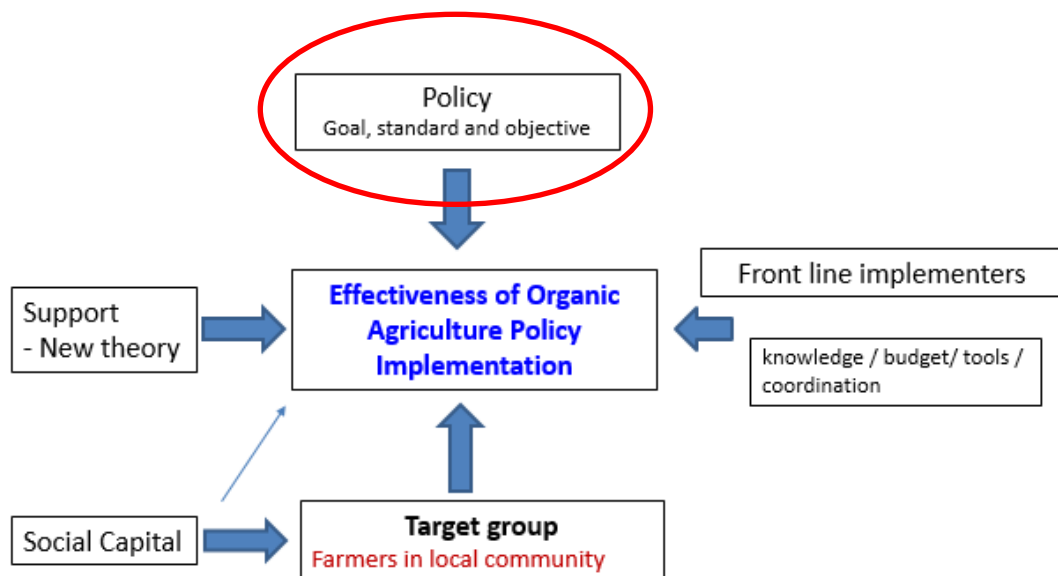 Policy
Goal, standard and objective
Effectiveness of Organic
Agriculture Policy
Implementation
Front line implementers
Support
- New theory
knowledge / budget/ tools /
coordination
Social Capital
Target group
Farmers in local community